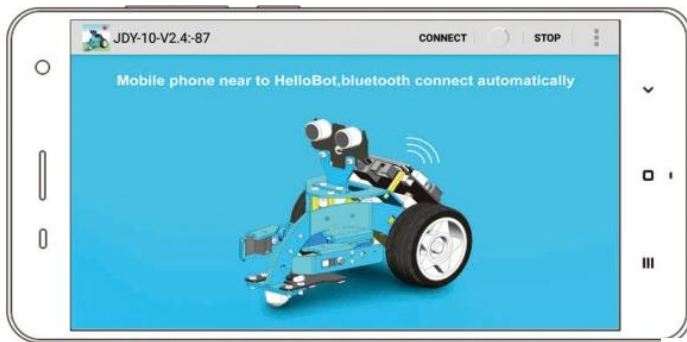 JDY-10-V2.4:-87 CONNECT STOP
Mobile phone near to HelloBot,bluetooth connect automatically